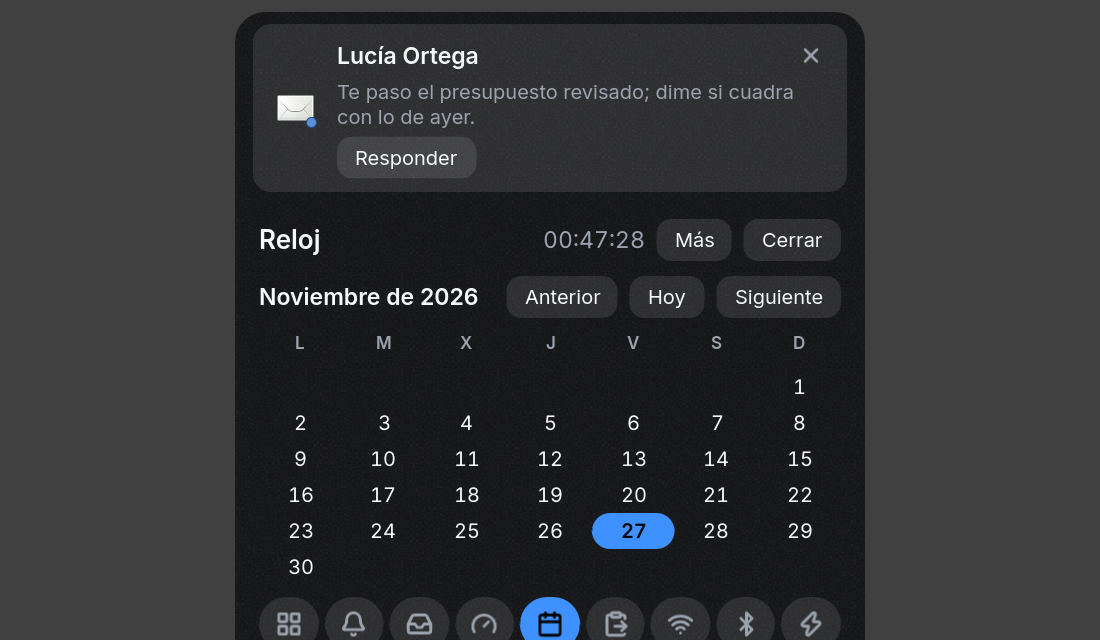 Lucía Ortega
Te paso el presupuesto revisado; dime si cuadra
con lo de ayer.
Responder
Reloj 00:47:28 Más Cerrar
Noviembre de 2026 Anterior Hoy Siguiente
L M X J V S D
1
2 3 4 5 6 7 8
9 10 11 12 13 14 15
16 17 18 19 20 21 22
23 24 25 26 27 28 29
30